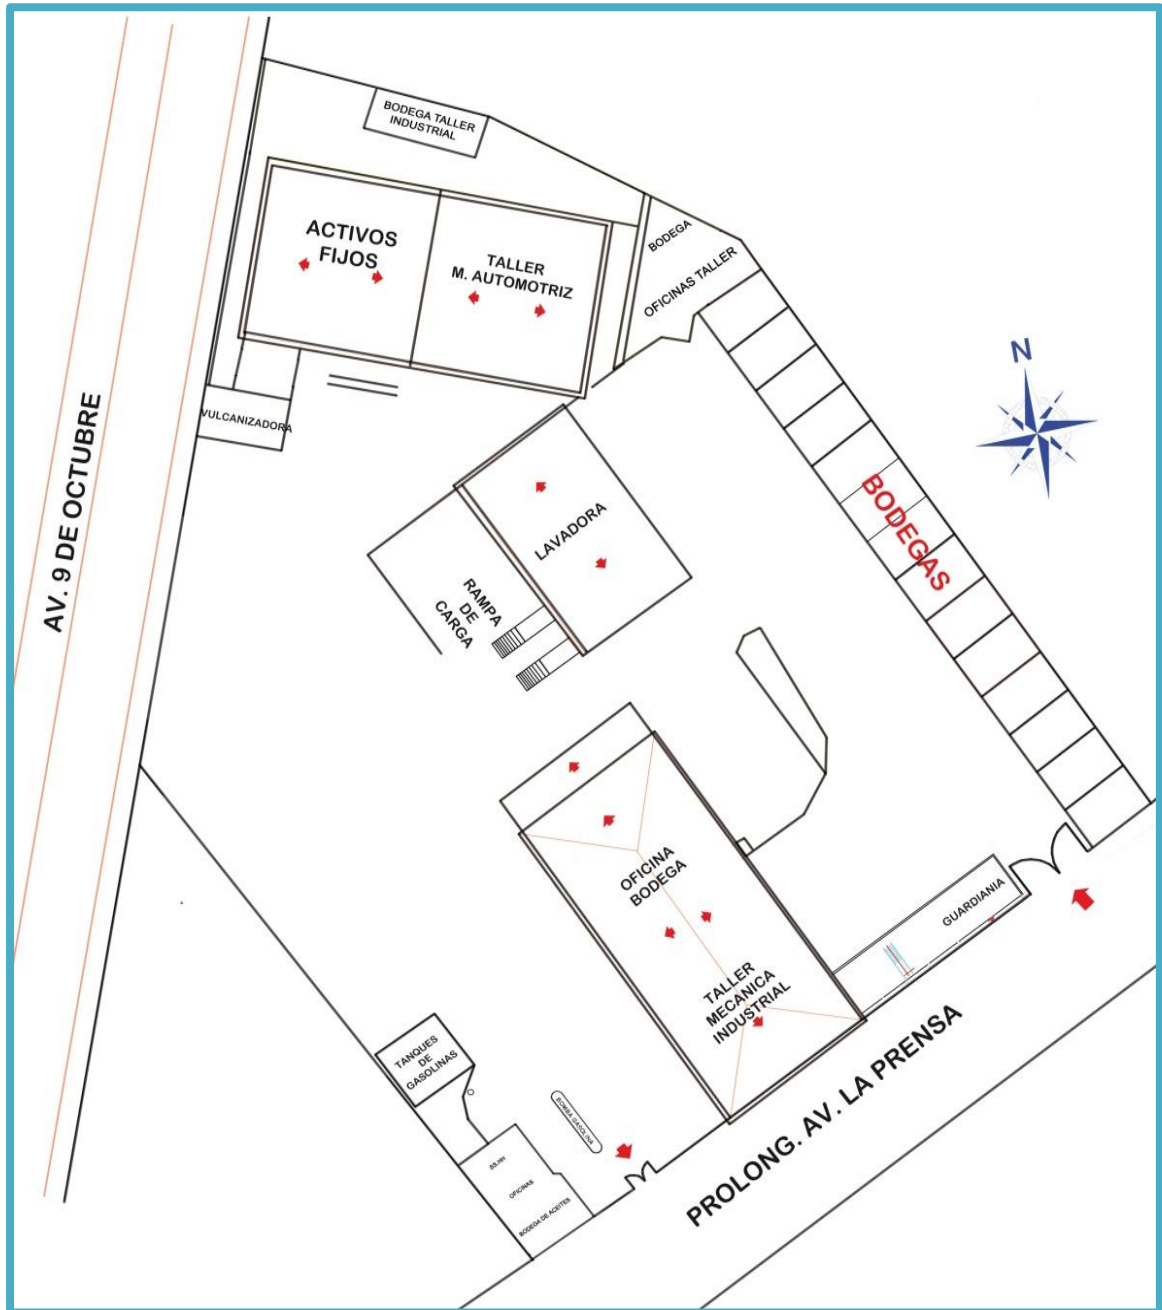 BODEGA TALLER
INDUSTRIAL
ACTIVOS
FIJOS
TALLER
M. AUTOMOTRIZ
BODEGA
OFICINAS TALLER
N
VULCANIZADORA
AV. 9 DE OCTUBRE
LAVADORA
BODEGAS
RAMPA
DE
CARGA
OFICINA
BODEGA
TALLER
MECANICA
INDUSTRIAL
GUARDIANIA
TANQUES
DE
GASOLINAS
BOMBA GASOLINA
SS.HH
OFICINAS
BODEGA DE ACEITES
PROLONG. AV. LA PRENSA